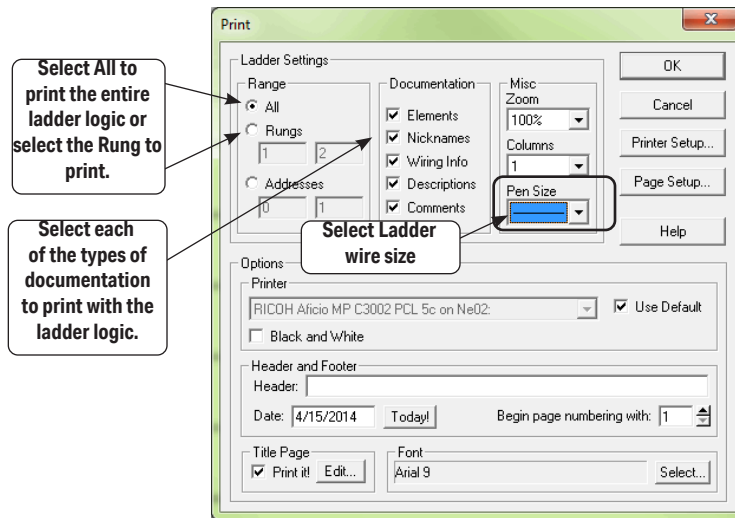 Print
x
Select All to
print the entire
ladder logic or
select the Rung to
print.
Select each
of the types of
documentation
to print with the
ladder logic.
Ladder Settings
Range
All
Rungs
1 2
Addresses
0 1
Documentation
Elements
Nicknames
Wiring Info
Descriptions
Comments
Misc
Zoom
100%
Columns
1
Pen Size
Select Ladder
wire size
OK
Cancel
Printer Setup...
Page Setup...
Help
Options
Printer
RICOH Aficio MP C3002 PCL 5c on Ne02: Use Default
Black and White
Header and Footer
Header:
Date: 4/15/2014 Today! Begin page numbering with: 1
Title Page
Print it! Edit...
Font
Arial 9 Select...